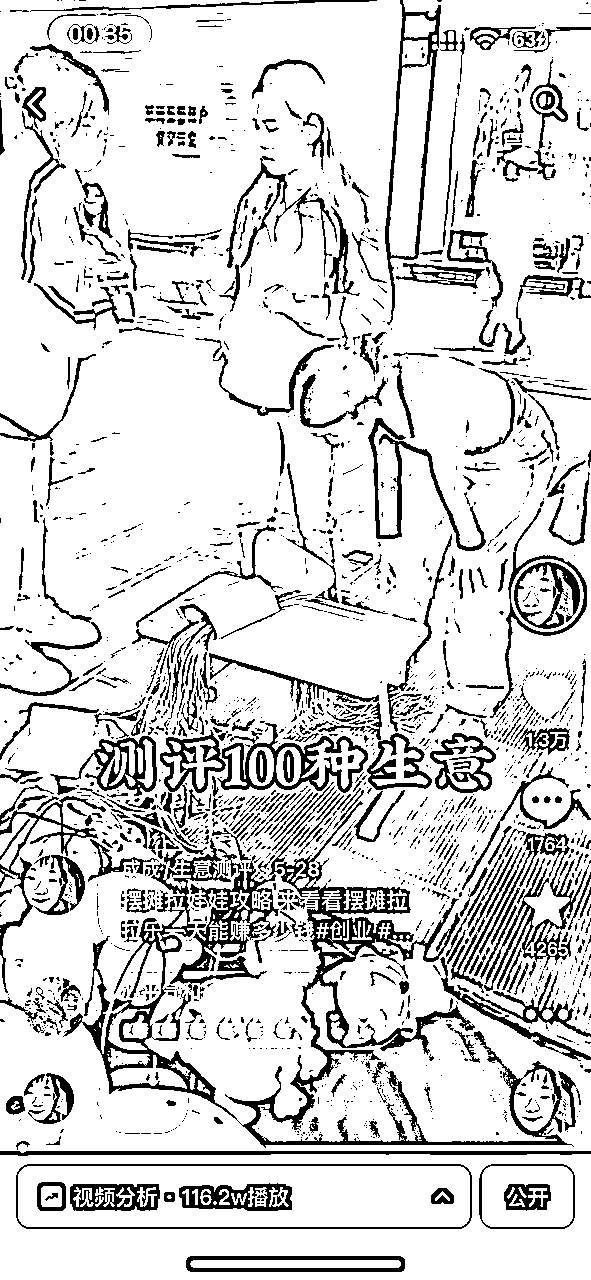 00:35
63
测评100种生意
1.3万
1764
4265
成成/生意测评 5-28
摆摊拉娃娃攻略 来看看摆摊拉
拉乐一天能赚多少钱#创业 #...
视频分析·116.2w播放
公开